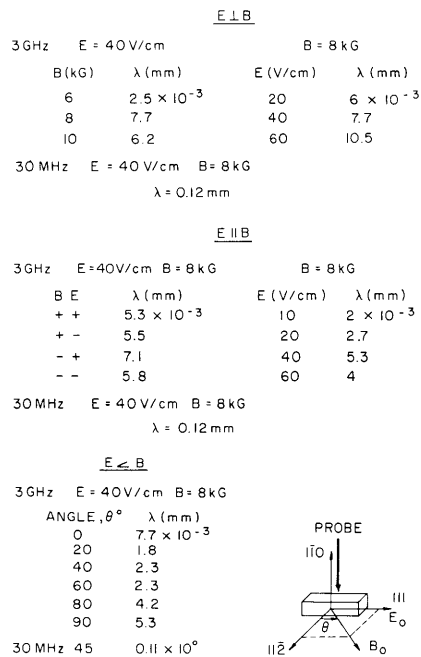 E ⊥ B
3 GHz E = 40 V/cm B = 8 kG
B (kG) λ (mm) E (V/cm) λ (mm)
6 2.5 × 10⁻³ 20 6 × 10⁻³
8 7.7 40 7.7
10 6.2 60 10.5
30 MHz E = 40 V/cm B = 8 kG
λ = 0.12 mm
E || B
3 GHz E = 40 V/cm B = 8 kG B = 8 kG
B E λ (mm) E (V/cm) λ (mm)
+ + 5.3 × 10⁻³ 10 2 × 10⁻³
+ - 5.5 20 2.7
- + 7.1 40 5.3
- - 5.8 60 4
30 MHz E = 40 V/cm B = 8 kG
λ = 0.12 mm
E ∠ B
3 GHz E = 40 V/cm B = 8 kG
ANGLE, θ° λ (mm)
0 7.7 × 10⁻³
20 1.8
40 2.3
60 2.3
80 4.2
90 5.3
30 MHz 45 0.11 × 10°
PROBE
11̄0
111
E₀
θ
112̄
B₀